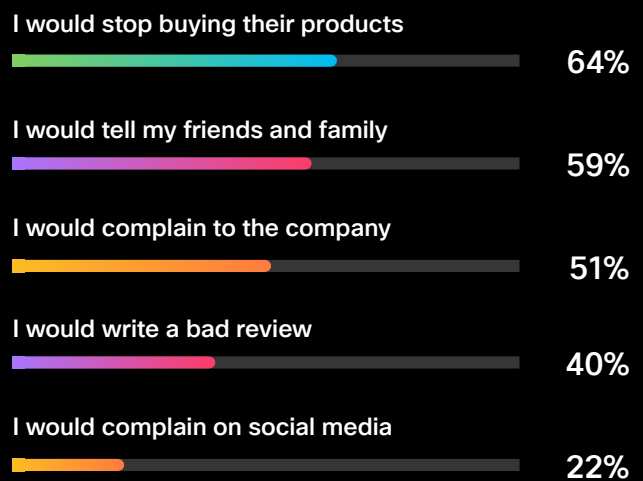 I would stop buying their products
64%
I would tell my friends and family
59%
I would complain to the company
51%
I would write a bad review
40%
I would complain on social media
22%